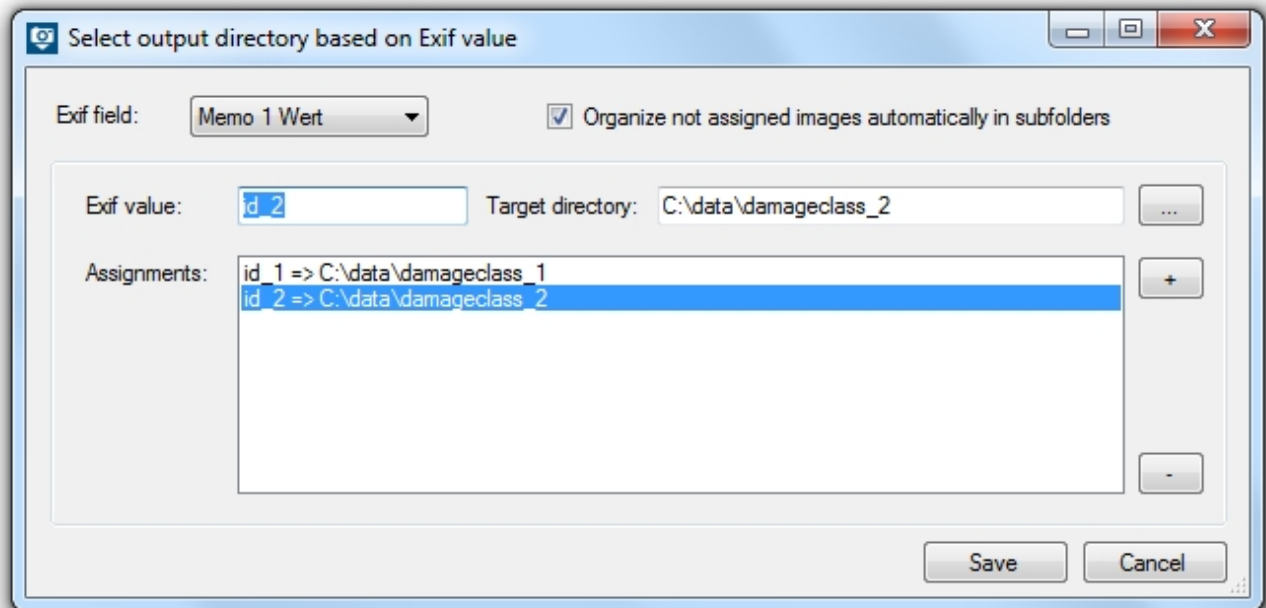 Select output directory based on Exif value
Exif field: Memo 1 Wert Organize not assigned images automatically in subfolders
Exif value: id_2 Target directory: C:\data\damageclass_2 ...
Assignments: id_1 => C:\data\damageclass_1 +
id_2 => C:\data\damageclass_2
-
Save Cancel